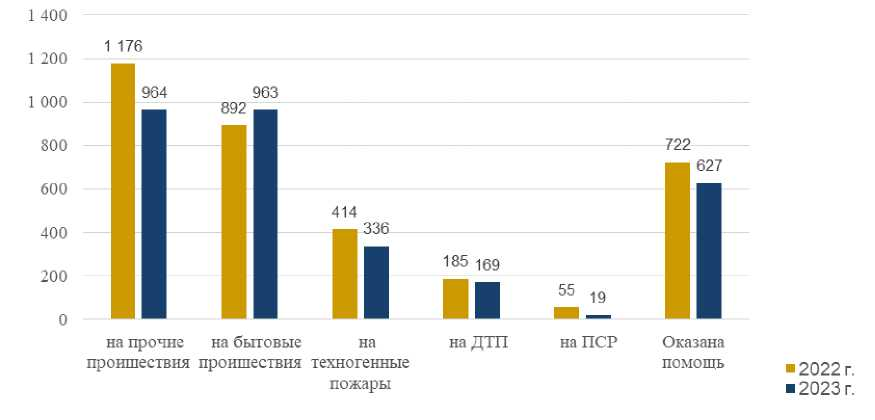 1 400
1 200
1 000
800
600
400
200
0
1 176
964
892
963
414
336
185
169
55
19
722
627
на прочие
проишествия
на бытовые
проишествия
на
техногенные
пожары
на ДТП
на ПСР
Оказана
помощь
2022 г.
2023 г.